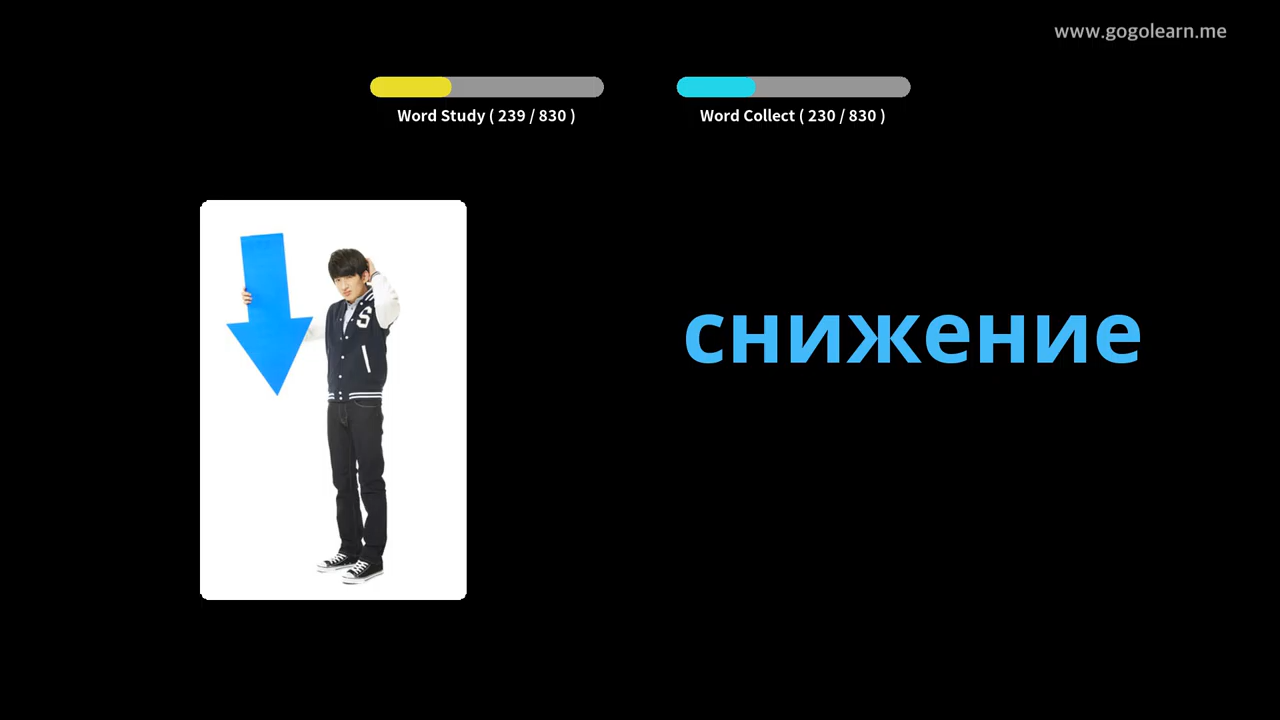 www.gogolearn.me
Word Study ( 239 / 830 )
Word Collect ( 230 / 830 )
S
снижение